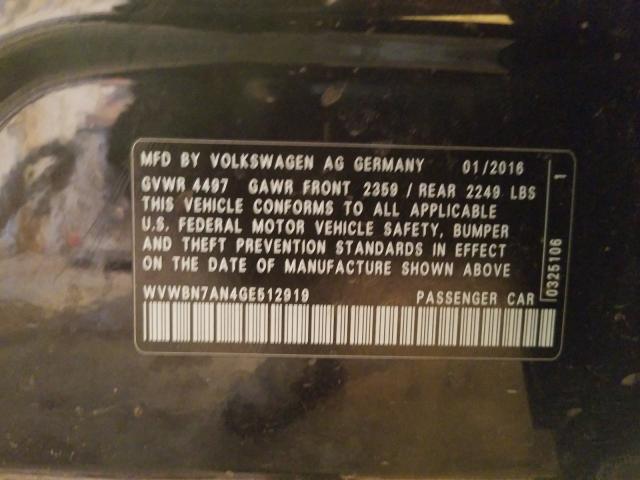 MFD BY VOLKSWAGEN AG GERMANY 01/2016
GVWR 4497 GAWR FRONT 2359 / REAR 2249 LBS
THIS VEHICLE CONFORMS TO ALL APPLICABLE
U.S. FEDERAL MOTOR VEHICLE SAFETY, BUMPER
AND THEFT PREVENTION STANDARDS IN EFFECT
ON THE DATE OF MANUFACTURE SHOWN ABOVE
WVWBN7AN4GE512919 PASSENGER CAR
0325106 1